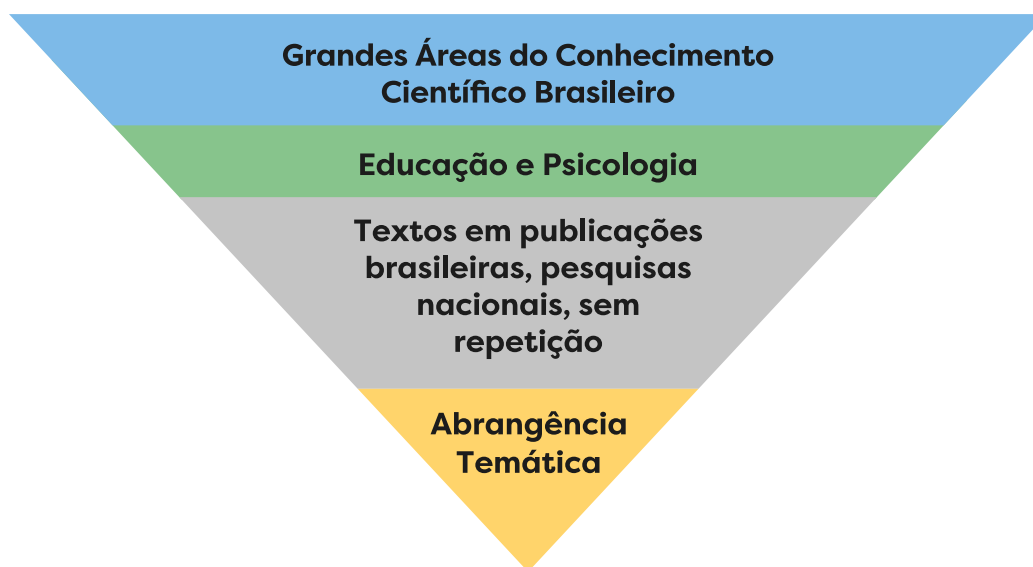 Grandes Áreas do Conhecimento
Científico Brasileiro
Educação e Psicologia
Textos em publicações
brasileiras, pesquisas
nacionais, sem
repetição
Abrangência
Temática